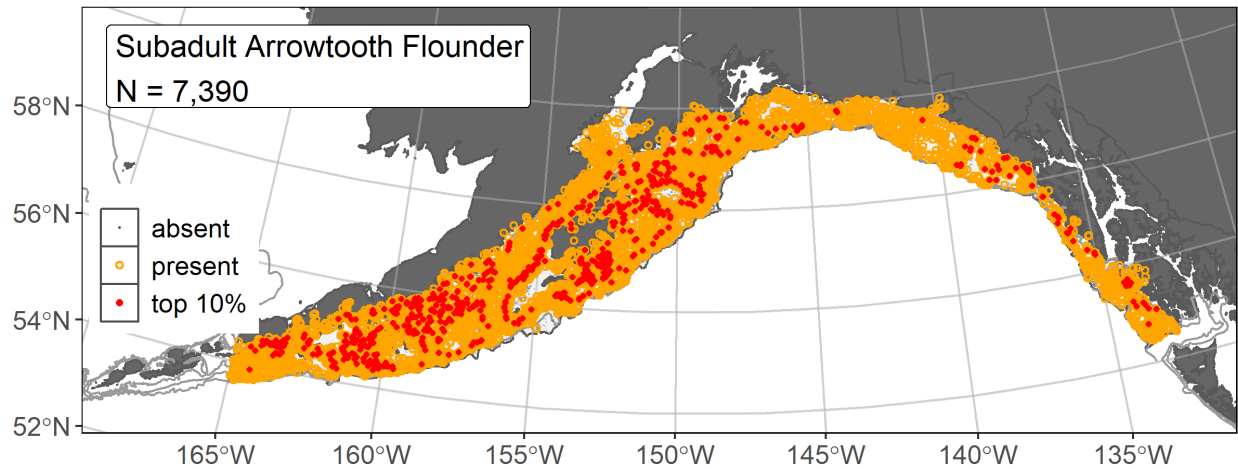 Subadult Arrowtooth Flounder
N = 7,390
58°N
56°N
54°N
52°N
absent
present
top 10%
165°W
160°W
155°W
150°W
145°W
140°W
135°W